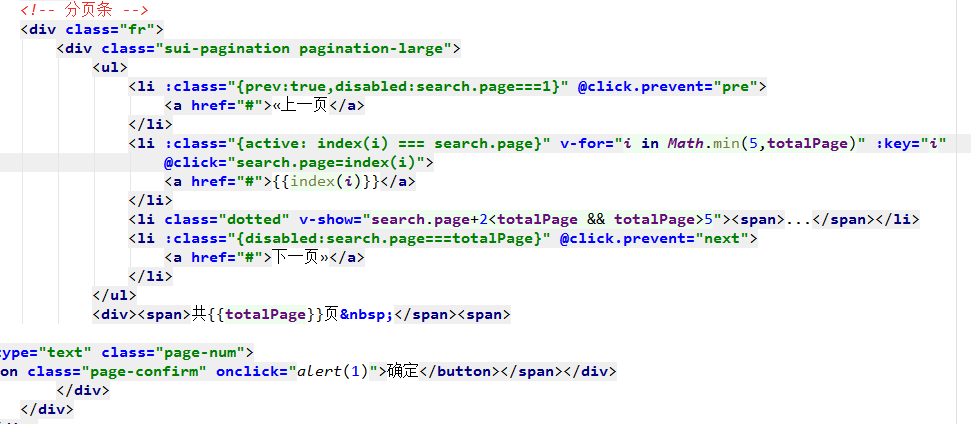 <!-- 分页条 -->
<div class="fr">
<div class="sui-pagination pagination-large">
<ul>
<li :class="{prev:true,disabled:search.page===1}" @click.prevent="pre">
<a href="#">«上一页</a>
</li>
<li :class="{active: index(i) === search.page}" v-for="i in Math.min(5,totalPage)" :key="i"
@click="search.page=index(i)">
<a href="#">{{index(i)}}</a>
</li>
<li class="dotted" v-show="search.page+2<totalPage && totalPage>5"><span>...</span></li>
<li :class="{disabled:search.page===totalPage}" @click.prevent="next">
<a href="#">下一页»</a>
</li>
</ul>
<div><span>共{{totalPage}}页&nbsp;</span><span>
type="text" class="page-num">
on class="page-confirm" onclick="alert(1)">确定</button></span></div>
</div>
</div>